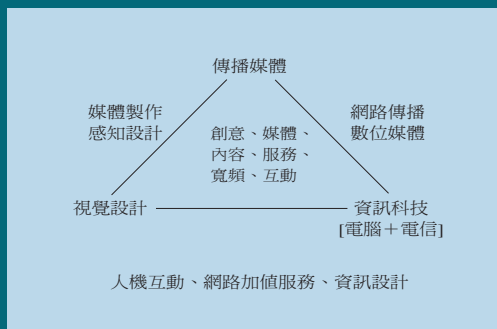 傳播媒體
媒體製作
感知設計
網路傳播
數位媒體
創意、媒體、
內容、服務、
寬頻、互動
視覺設計
資訊科技
[電腦＋電信]
人機互動、網路加值服務、資訊設計